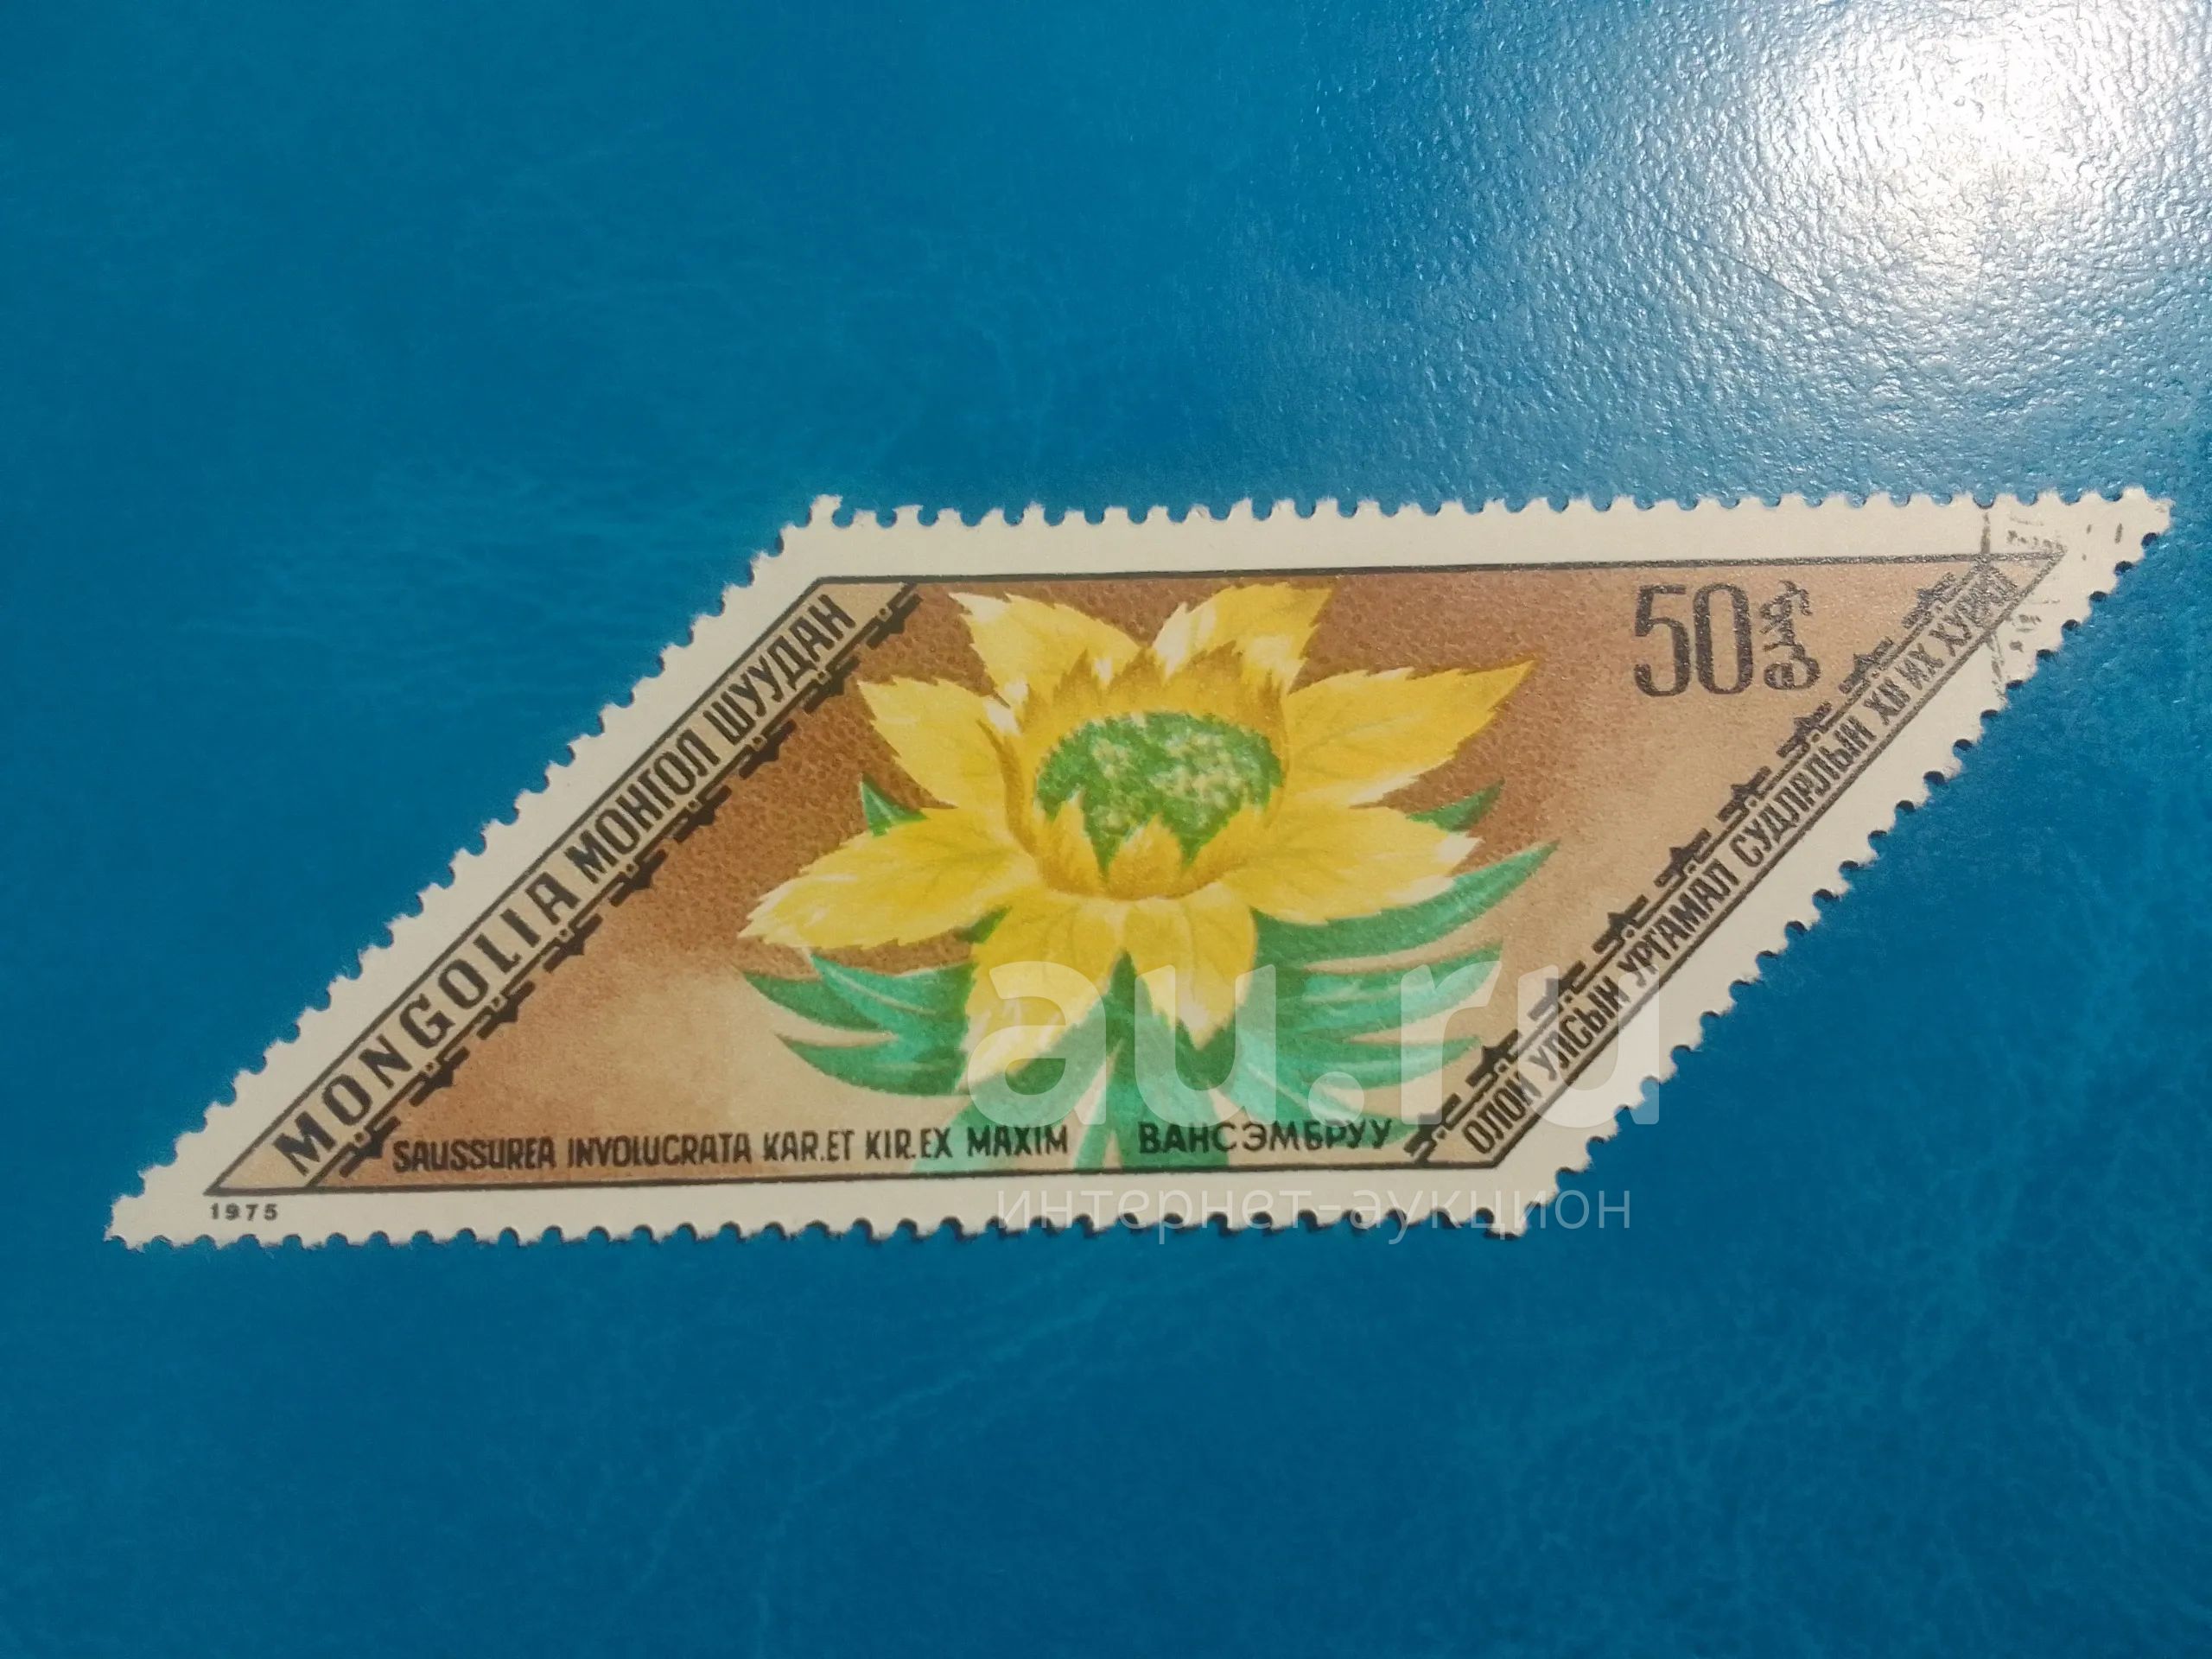 MONGOLIA МОНГОЛ ШУУДАН
50
ОЛОН УЛСЫН УРГАМАЛ СУДЛАЛЫН XII ИХ ХУРАЛ
SAUSSUREA INVOLUCRATA KAR.ET KIR.EX MAXIM ВАНСЭМБРУУ
1975
au.ru
интернет-аукцион